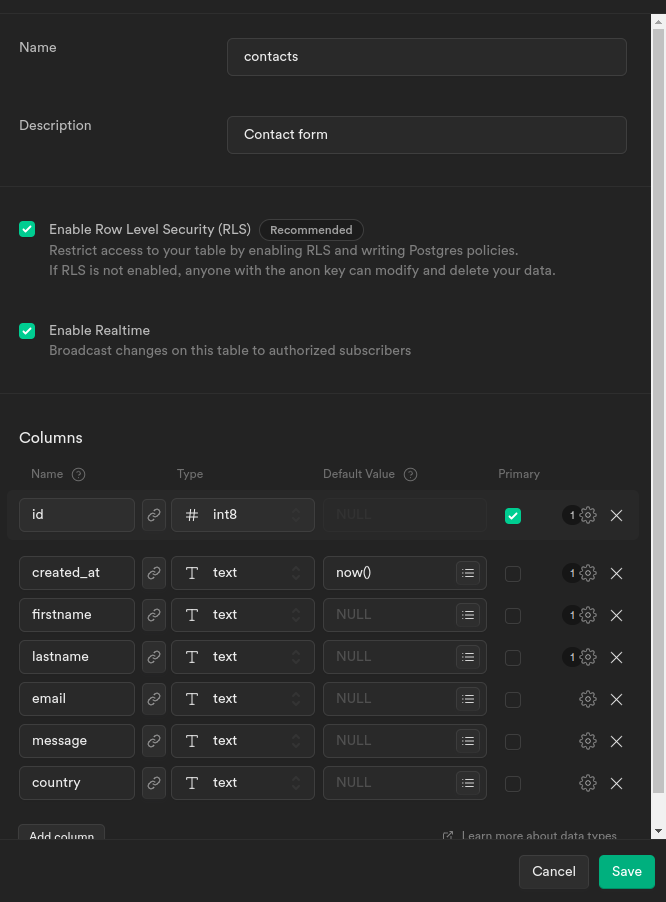 Name
contacts
Description
Contact form
Enable Row Level Security (RLS) Recommended
Restrict access to your table by enabling RLS and writing Postgres policies.
If RLS is not enabled, anyone with the anon key can modify and delete your data.
Enable Realtime
Broadcast changes on this table to authorized subscribers
Columns
Name ? Type Default Value ? Primary
id # int8 NULL 1
created_at T text now() 1
firstname T text NULL 1
lastname T text NULL 1
email T text NULL
message T text NULL
country T text NULL
Add column Learn more about data types
Cancel Save